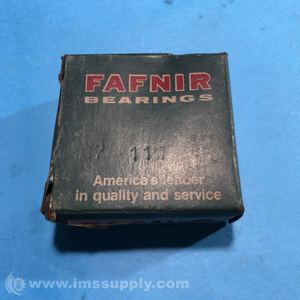 FAFNIR
BEARINGS
America's leader
in quality and service
© www.imssupply.com